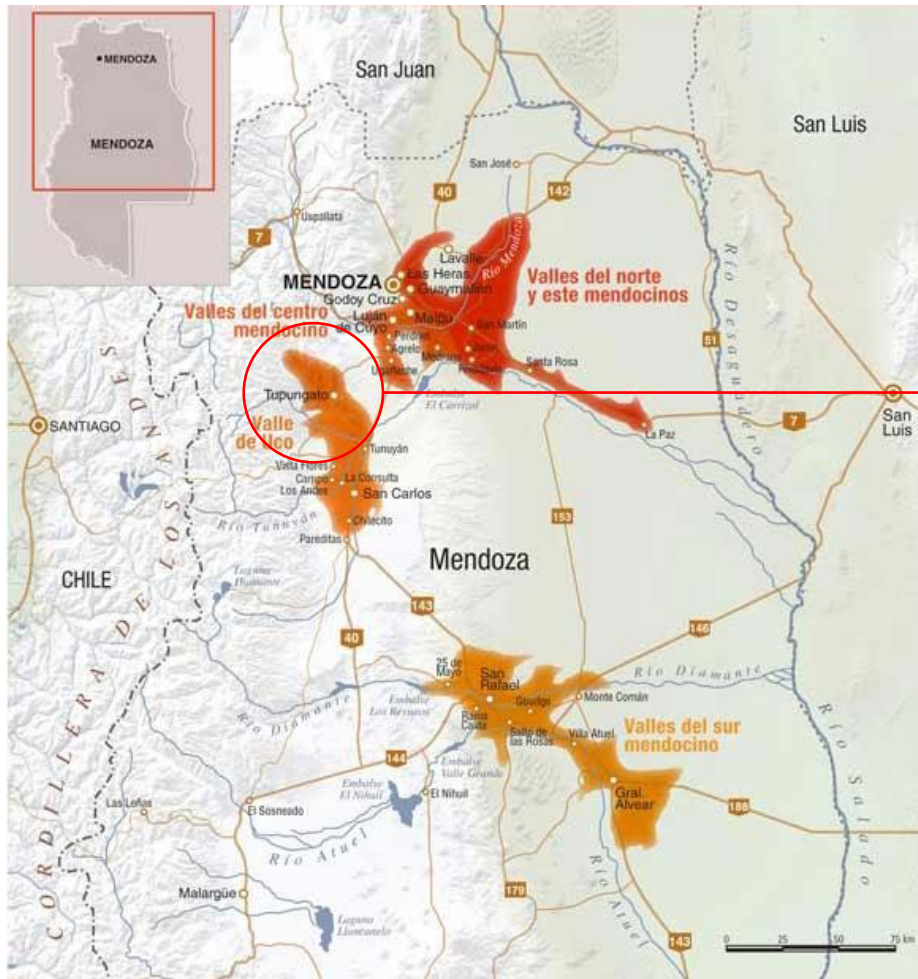 MENDOZA
MENDOZA
San Juan
San Luis
San José
40
142
Uspallata
7
Lavalle
Río Mendoza
Las Heras
MENDOZA
Guaymallén
Godoy Cruz
Valles del norte
y este mendocinos
Valles del centro
mendocino
Luján
de Cuyo
Maipú
San Martín
Perdriel
Agrelo
Medrano
Junín
Ugarteche
Santa Rosa
51
Río Desaguadero
Tupungato
Embalse
El Carrizal
SANTIAGO
7
San
Luis
La Paz
Valle
de Uco
Tunuyán
Vista Flores
Campo
Los Andes
La Consulta
San Carlos
Río Tunuyán
Chilecito
153
Pareditas
Mendoza
CHILE
Laguna
Diamante
CORDILLERA DE LOS ANDES
143
40
146
25 de
Mayo
San
Rafael
Río Diamante
Monte Comán
Embalse
Los Reyunos
Goudge
Rama
Caída
Río Diamante
Salto de
las Rosas
Villa Atuel
Valles del sur
mendocino
144
Embalse
Valle Grande
Embalse
El Nihuil
El Nihuil
Gral.
Alvear
Las Leñas
El Sosneado
188
Río Salado
Río Atuel
Malargüe
179
Río Atuel
Laguna
Llancanelo
143
0 25 50 75 km